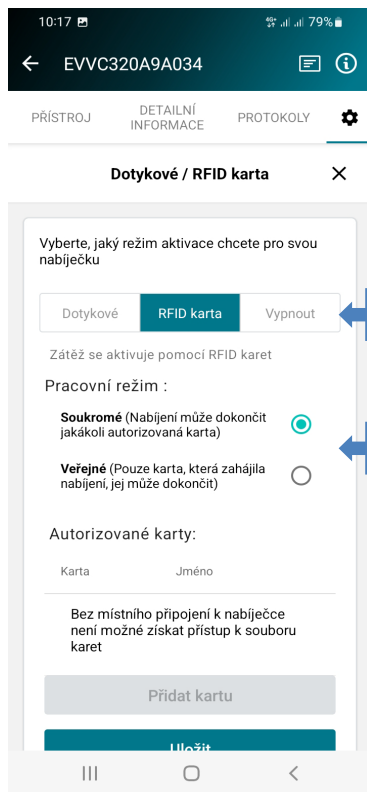 10:17 4G+ 79%
EVVC320A9A034
PŘÍSTROJ
DETAILNÍ
INFORMACE
PROTOKOLY
Dotykové / RFID karta
Vyberte, jaký režim aktivace chcete pro svou
nabíječku
Dotykové RFID karta Vypnout
Zátěž se aktivuje pomocí RFID karet
Pracovní režim :
Soukromé (Nabíjení může dokončit
jakákoli autorizovaná karta)
Veřejné (Pouze karta, která zahájila
nabíjení, jej může dokončit)
Autorizované karty:
Karta Jméno
Bez místního připojení k nabíječce
není možné získat přístup k souboru
karet
Přidat kartu
Uložit